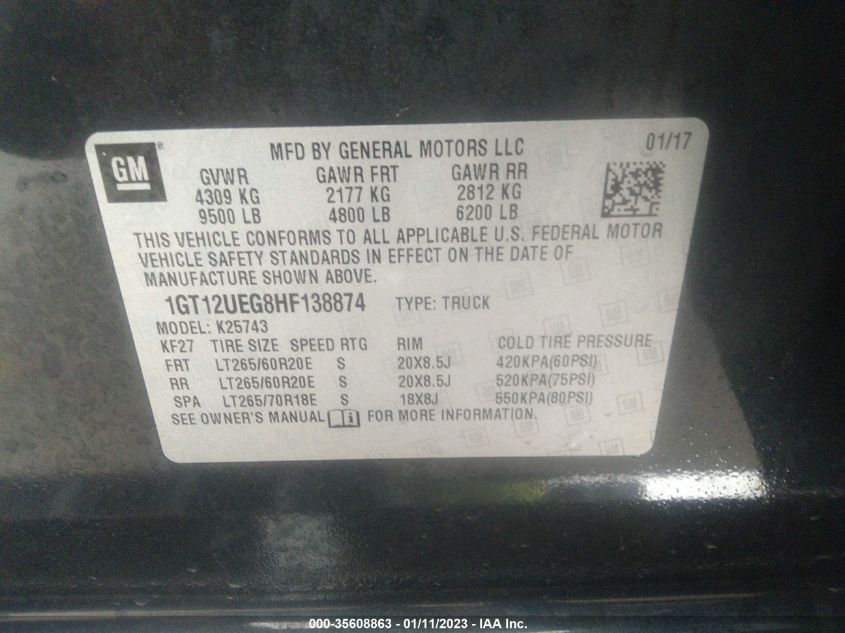 GM
MFD BY GENERAL MOTORS LLC 01/17
GVWR GAWR FRT GAWR RR
4309 KG 2177 KG 2812 KG
9500 LB 4800 LB 6200 LB
THIS VEHICLE CONFORMS TO ALL APPLICABLE U.S. FEDERAL MOTOR
VEHICLE SAFETY STANDARDS IN EFFECT ON THE DATE OF
MANUFACTURE SHOWN ABOVE.
1GT12UEG8HF138874 TYPE: TRUCK
MODEL: K25743
KF27 TIRE SIZE SPEED RTG RIM COLD TIRE PRESSURE
FRT LT265/60R20E S 20X8.5J 420KPA(60PSI)
RR LT265/60R20E S 20X8.5J 520KPA(75PSI)
SPA LT265/70R18E S 18X8J 550KPA(80PSI)
SEE OWNER'S MANUAL FOR MORE INFORMATION.
000-35608863 - 01/11/2023 - IAA Inc.